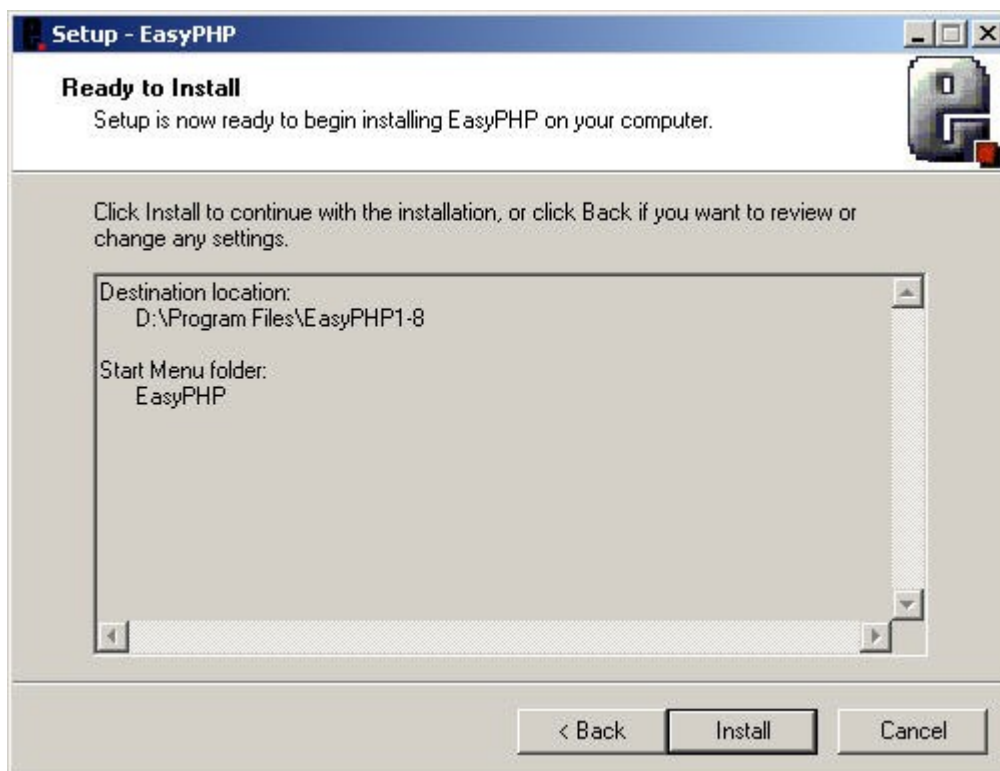 Setup - EasyPHP
Ready to Install
Setup is now ready to begin installing EasyPHP on your computer.
Click Install to continue with the installation, or click Back if you want to review or
change any settings.
Destination location:
D:\Program Files\EasyPHP1-8
Start Menu folder:
EasyPHP
< Back Install Cancel